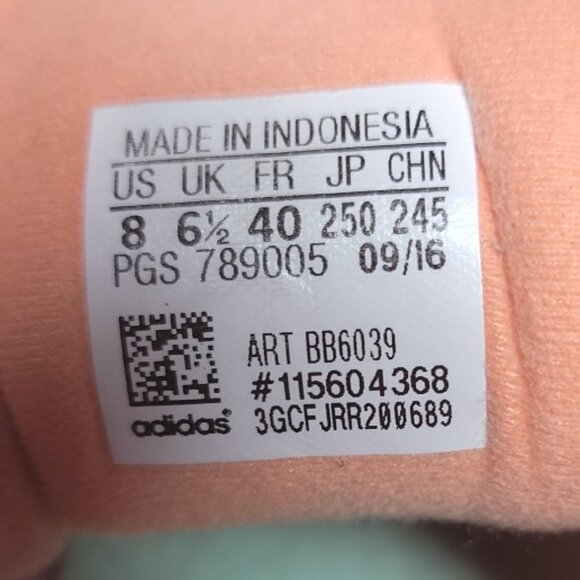 MADE IN INDONESIA
US UK FR JP CHN
8 6½ 40 250 245
PGS 789005 09/16
ART BB6039
#115604368
adidas® 3GCFJRR200689